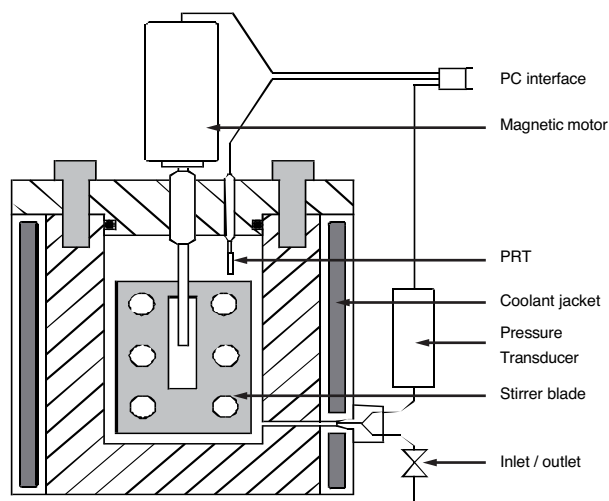 PC interface
Magnetic motor
PRT
Coolant jacket
Pressure
Transducer
Stirrer blade
Inlet / outlet